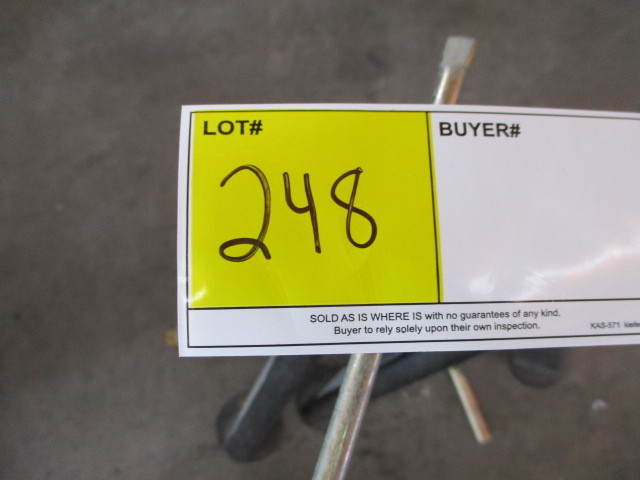 LOT#
BUYER#
248
SOLD AS IS WHERE IS with no guarantees of any kind.
Buyer to rely solely upon their own inspection.
KAS-571